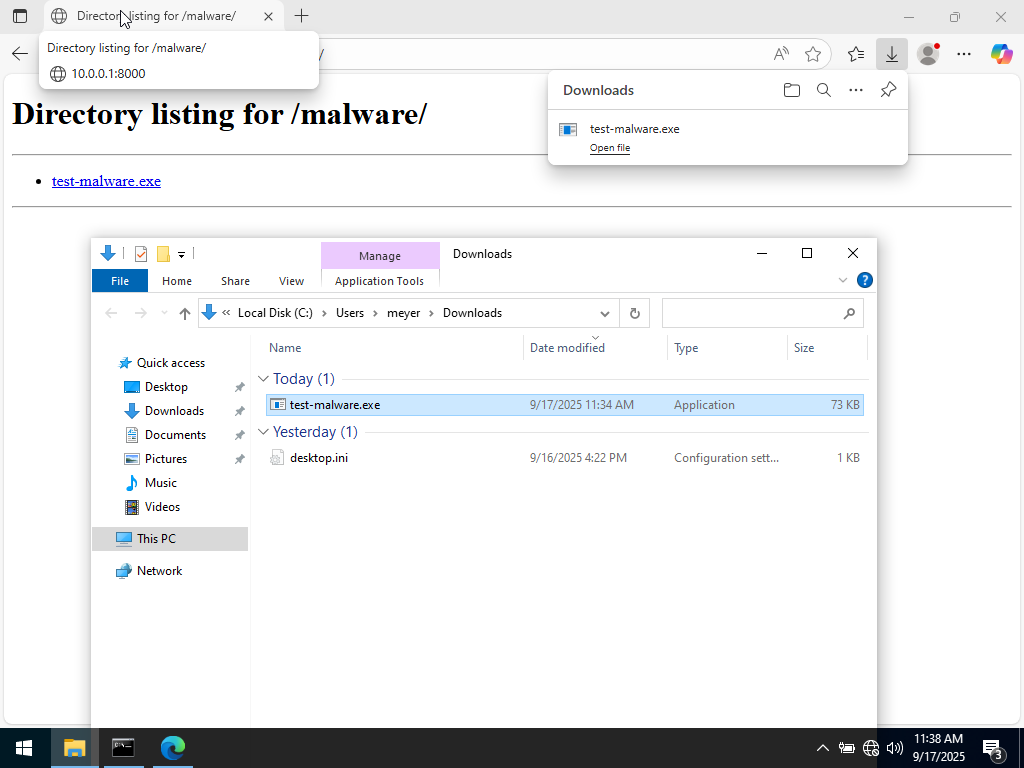 Directory listing for /malware/
Directory listing for /malware/
10.0.0.1:8000
/
Directory listing for /malware/
Downloads
test-malware.exe
Open file
test-malware.exe
Manage
Downloads
File
Home
Share
View
Application Tools
Local Disk (C:)
Users
meyer
Downloads
Name
Date modified
Type
Size
Quick access
Desktop
Downloads
Documents
Pictures
Music
Videos
This PC
Network
Today (1)
test-malware.exe 9/17/2025 11:34 AM Application 73 KB
Yesterday (1)
desktop.ini 9/16/2025 4:22 PM Configuration sett... 1 KB
11:38 AM
9/17/2025
3